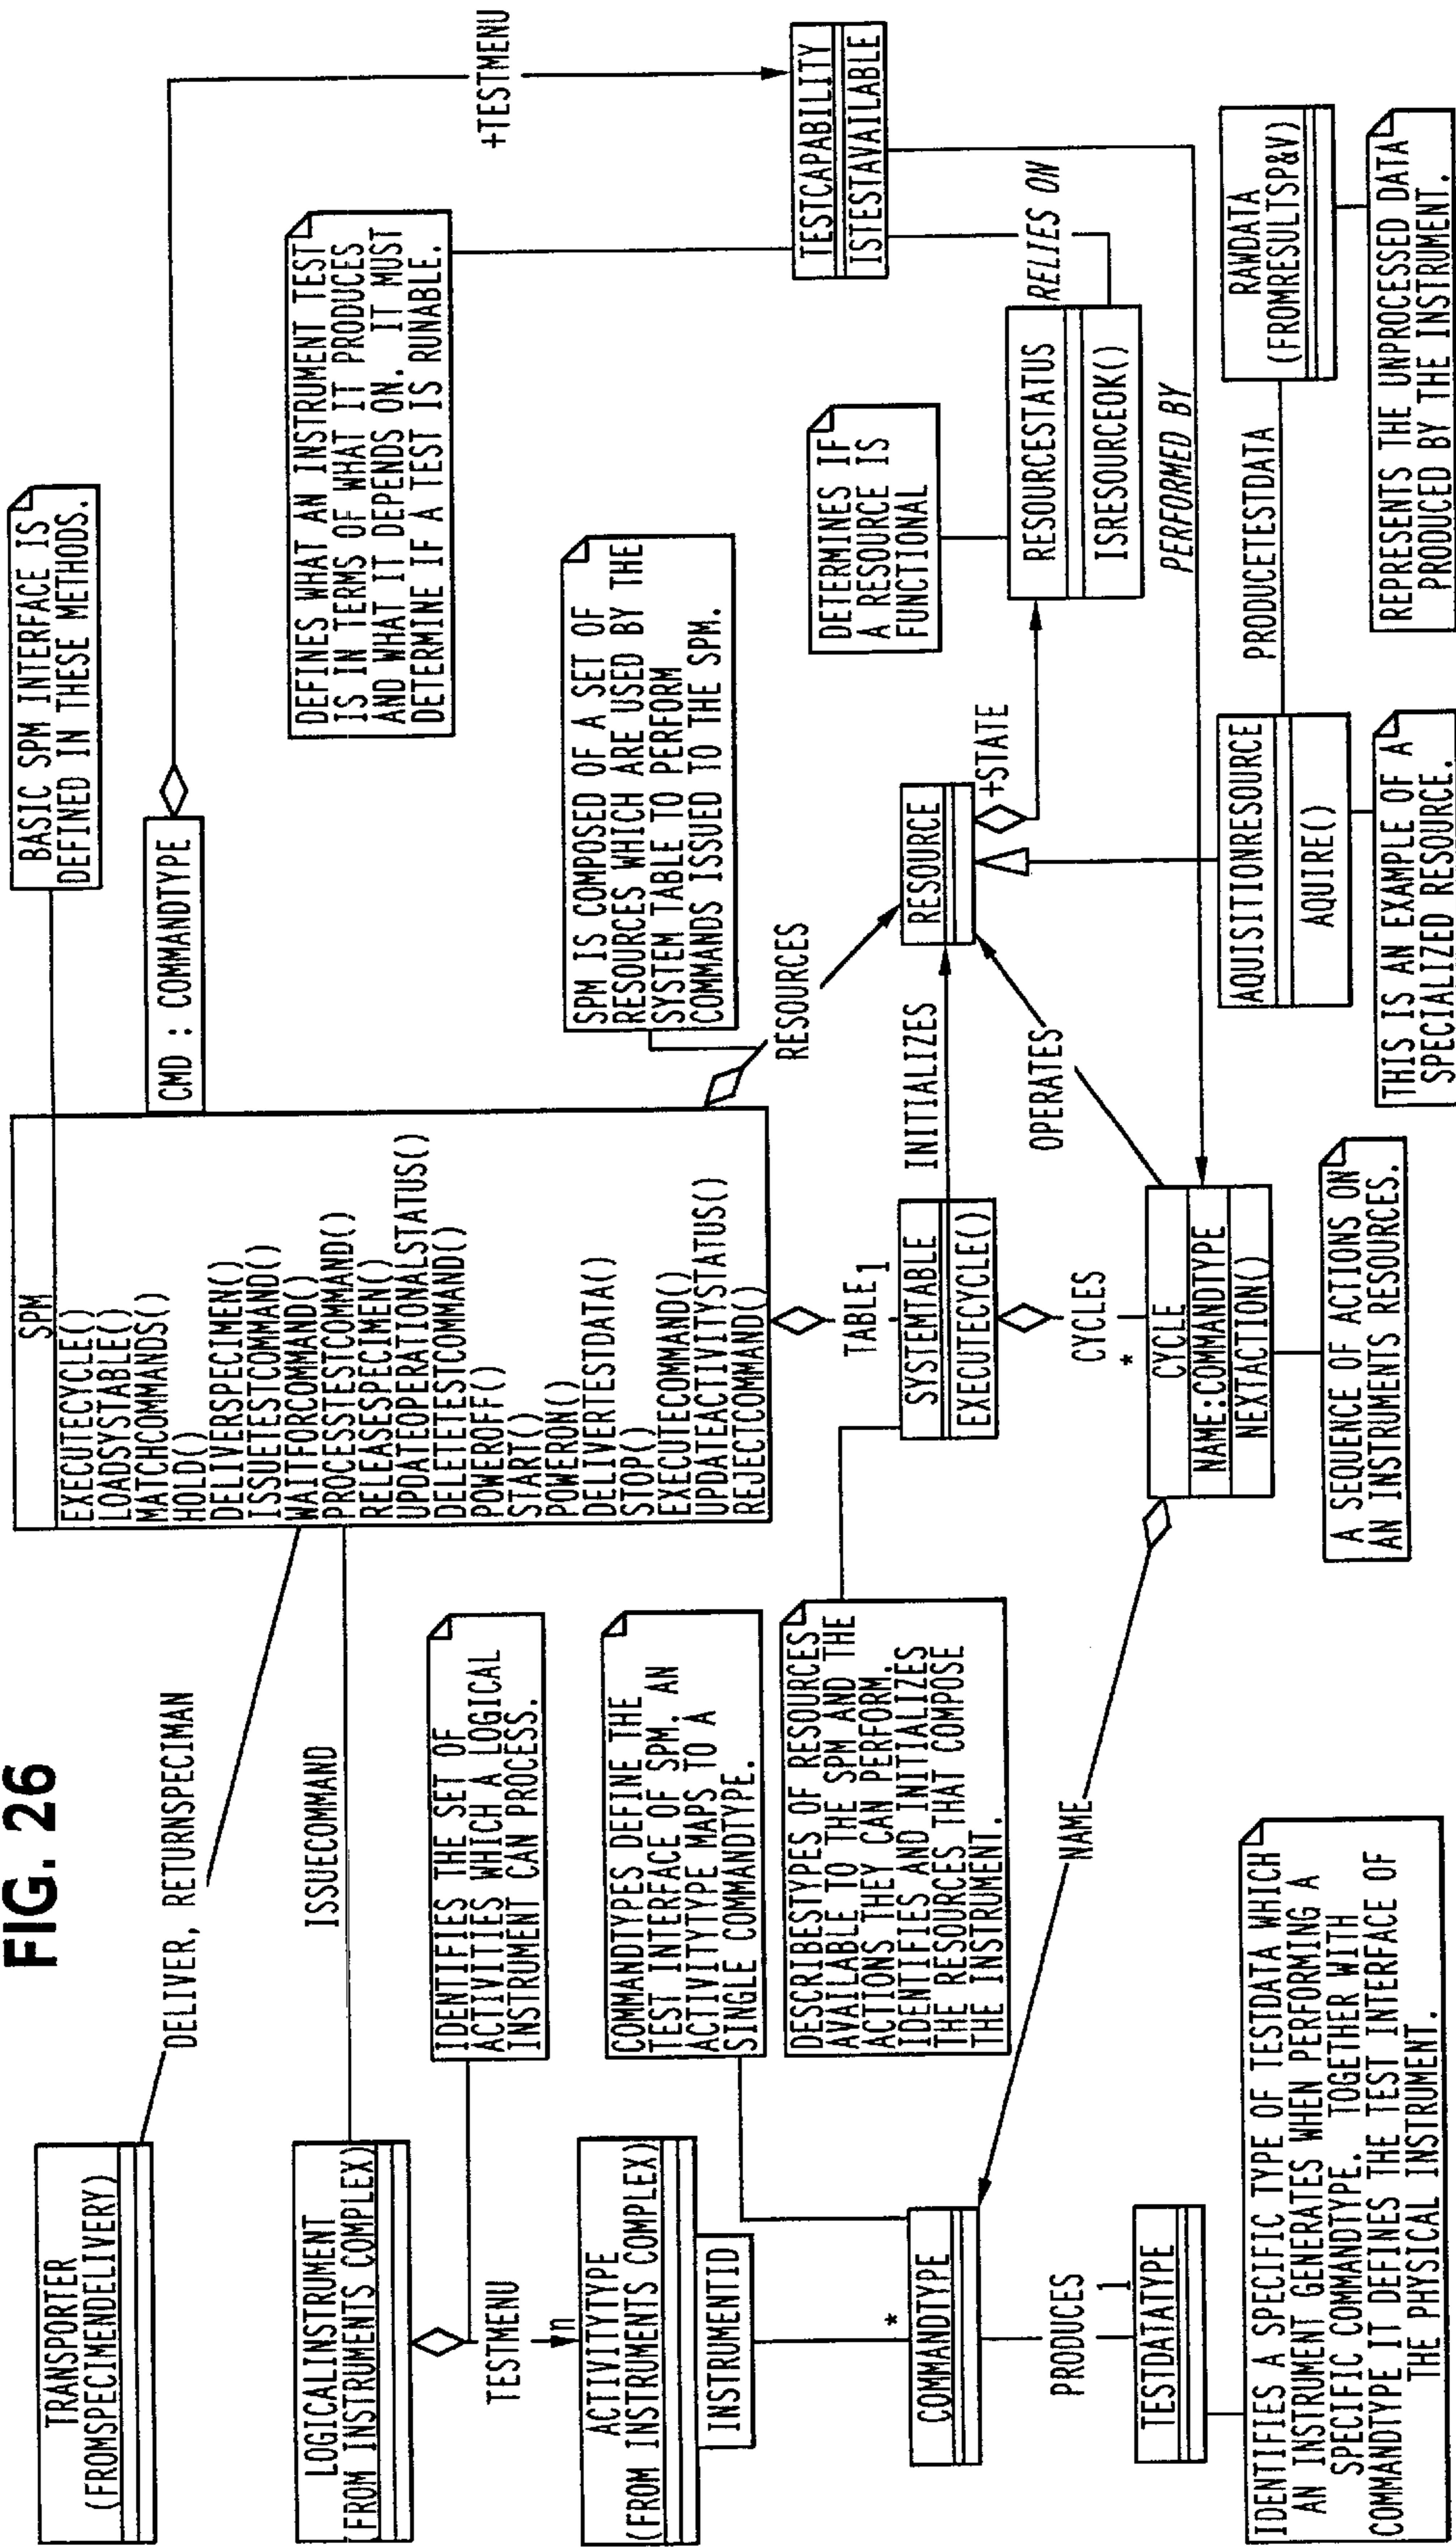 FIG. 26
TRANSPORTER
(FROMSPECIMENDELIVERY)
DELIVER, RETURNSPECIMAN
LOGICALINSTRUMENT
(FROM INSTRUMENTS COMPLEX)
ISSUECOMMAND
IDENTIFIES THE SET OF
ACTIVITIES WHICH A LOGICAL
INSTRUMENT CAN PROCESS.
TESTMENU
n
ACTIVITYTYPE
(FROM INSTRUMENTS COMPLEX)
INSTRUMENTID
COMMANDTYPES DEFINE THE
TEST INTERFACE OF SPM. AN
ACTIVITYTYPE MAPS TO A
SINGLE COMMANDTYPE.
*
COMMANDTYPE
PRODUCES
1
TESTDATATYPE
IDENTIFIES A SPECIFIC TYPE OF TESTDATA WHICH
AN INSTRUMENT GENERATES WHEN PERFORMING A
SPECIFIC COMMANDTYPE. TOGETHER WITH
COMMANDTYPE IT DEFINES THE TEST INTERFACE OF
THE PHYSICAL INSTRUMENT.
DESCRIBESTYPES OF RESOURCES
AVAILABLE TO THE SPM AND THE
ACTIONS THEY CAN PERFORM.
IDENTIFIES AND INITIALIZES
THE RESOURCES THAT COMPOSE
THE INSTRUMENT.
NAME
SPM
EXECUTECYCLE()
LOADSYSTABLE()
MATCHCOMMANDS()
HOLD()
DELIVERSPECIMEN()
ISSUETESTCOMMAND()
WAITFORCOMMAND()
PROCESSTESTCOMMAND()
RELEASESPECIMEN()
UPDATEOPERATIONALSTATUS()
DELETETESTCOMMAND()
POWEROFF()
START()
POWERON()
DELIVERTESTDATA()
STOP()
EXECUTECOMMAND()
UPDATEACTIVITYSTATUS()
REJECTCOMMAND()
TABLE
1
SYSTEMTABLE
EXECUTECYCLE()
CYCLES
*
CYCLE
NAME:COMMANDTYPE
NEXTACTION()
A SEQUENCE OF ACTIONS ON
AN INSTRUMENTS RESOURCES.
BASIC SPM INTERFACE IS
DEFINED IN THESE METHODS.
CMD : COMMANDTYPE
+TESTMENU
DEFINES WHAT AN INSTRUMENT TEST
IS IN TERMS OF WHAT IT PRODUCES
AND WHAT IT DEPENDS ON. IT MUST
DETERMINE IF A TEST IS RUNABLE.
SPM IS COMPOSED OF A SET OF
RESOURCES WHICH ARE USED BY THE
SYSTEM TABLE TO PERFORM
COMMANDS ISSUED TO THE SPM.
RESOURCES
INITIALIZES
OPERATES
RESOURCE
+STATE
DETERMINES IF
A RESOURCE IS
FUNCTIONAL
RESOURCESTATUS
ISRESOURCEOK()
RELIES ON
TESTCAPABILITY
ISTESTAVAILABLE
PERFORMED BY
AQUISITIONRESOURCE
AQUIRE()
THIS IS AN EXAMPLE OF A
SPECIALIZED RESOURCE.
PRODUCETESTDATA
RAWDATA
(FROMRESULTSP&V)
REPRESENTS THE UNPROCESSED DATA
PRODUCED BY THE INSTRUMENT.